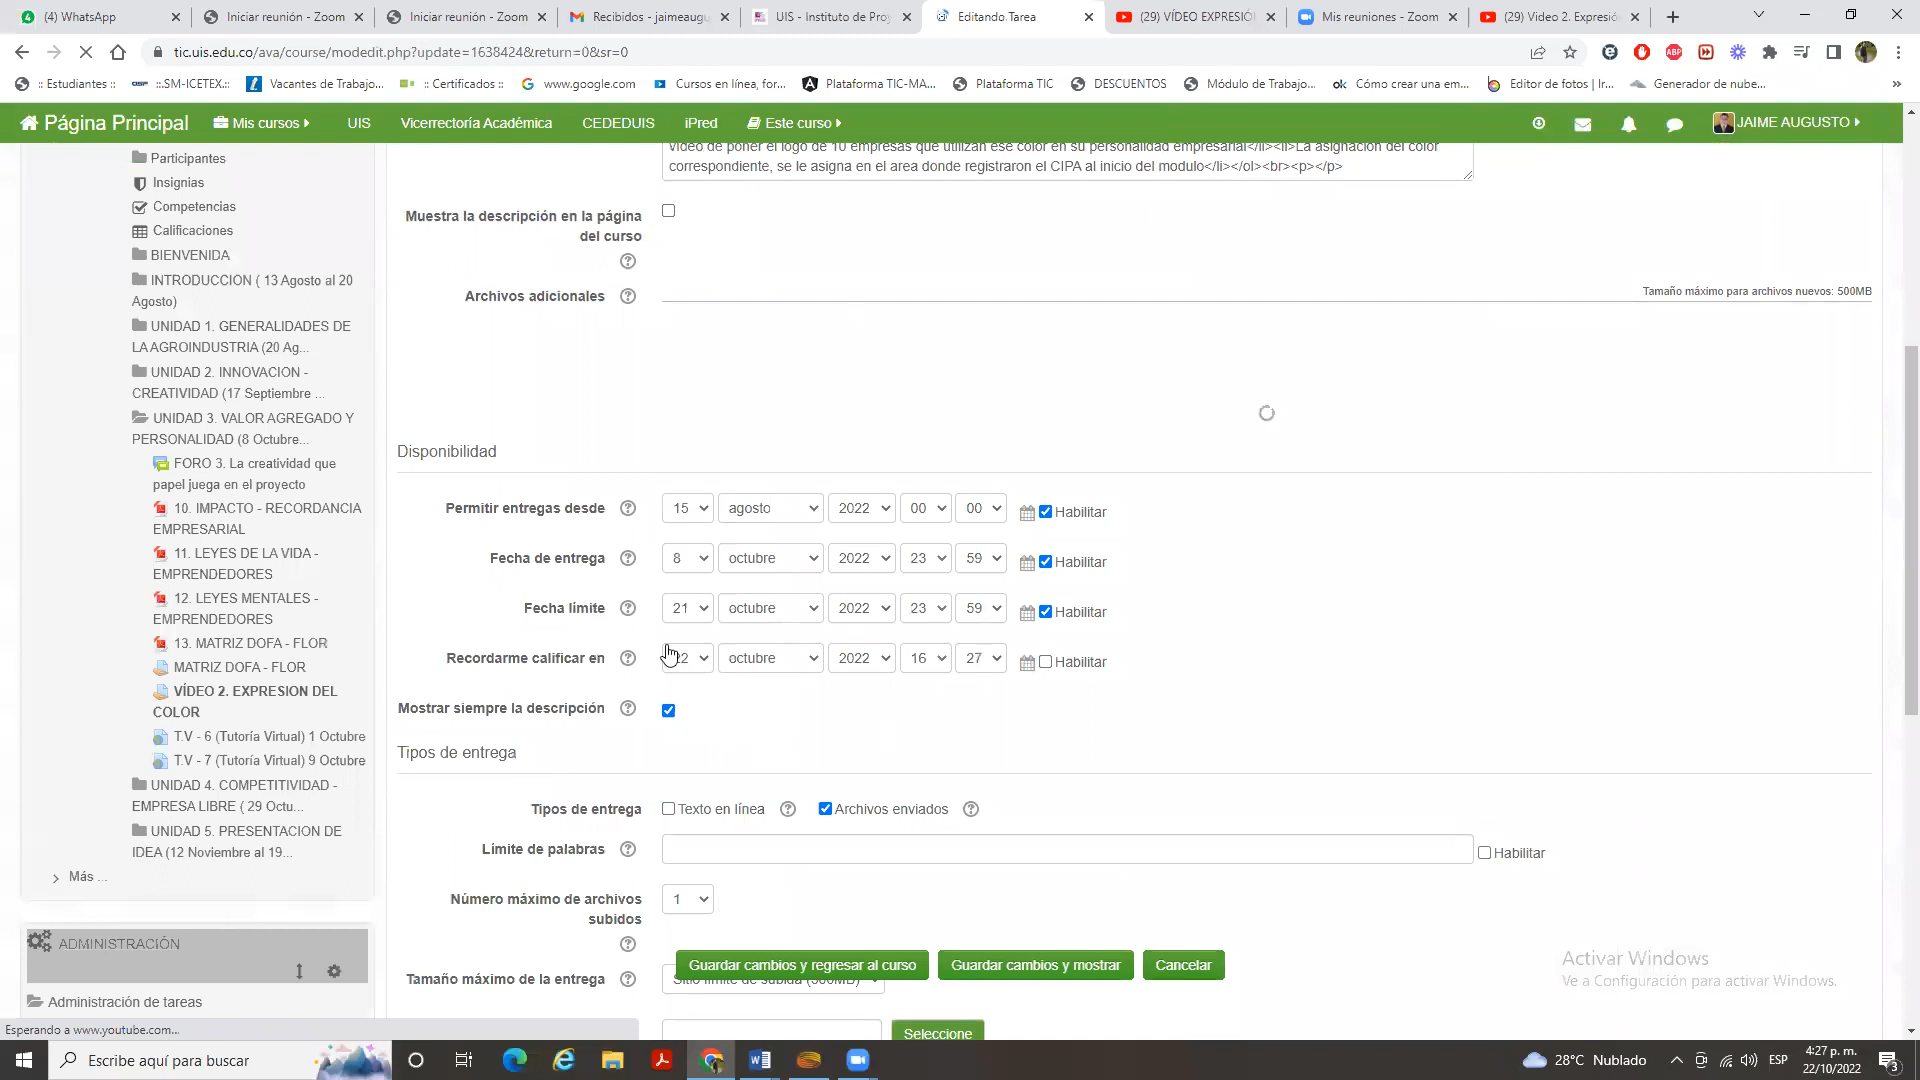 (4) WhatsApp
Iniciar reunión - Zoom
Iniciar reunión - Zoom
Recibidos - jaimeaugu
UIS - Instituto de Proy
Editando Tarea
(29) VÍDEO EXPRESIÓ
Mis reuniones - Zoom
(29) Video 2. Expresió
tic.uis.edu.co/ava/course/modedit.php?update=1638424&return=0&sr=0
:: Estudiantes ::
::.SM-ICETEX.::
Vacantes de Trabajo...
:: Certificados ::
www.google.com
Cursos en línea, for...
Plataforma TIC-MA...
Plataforma TIC
DESCUENTOS
Módulo de Trabajo...
ok Cómo crear una em...
Editor de fotos | Ir...
Generador de nube...
»
Página Principal
Mis cursos
UIS
Vicerrectoría Académica
CEDEDUIS
iPred
Este curso
JAIME AUGUSTO
Participantes
Insignias
Competencias
Calificaciones
BIENVENIDA
INTRODUCCION ( 13 Agosto al 20
Agosto)
UNIDAD 1. GENERALIDADES DE
LA AGROINDUSTRIA (20 Ag...
UNIDAD 2. INNOVACION -
CREATIVIDAD (17 Septiembre ...
UNIDAD 3. VALOR AGREGADO Y
PERSONALIDAD (8 Octubre...
FORO 3. La creatividad que
papel juega en el proyecto
10. IMPACTO - RECORDANCIA
EMPRESARIAL
11. LEYES DE LA VIDA -
EMPRENDEDORES
12. LEYES MENTALES -
EMPRENDEDORES
13. MATRIZ DOFA - FLOR
MATRIZ DOFA - FLOR
VÍDEO 2. EXPRESION DEL
COLOR
T.V - 6 (Tutoría Virtual) 1 Octubre
T.V - 7 (Tutoría Virtual) 9 Octubre
UNIDAD 4. COMPETITIVIDAD -
EMPRESA LIBRE ( 29 Octu...
UNIDAD 5. PRESENTACION DE
IDEA (12 Noviembre al 19...
Más ...
ADMINISTRACIÓN
Administración de tareas
video de poner el logo de 10 empresas que utilizan ese color en su personalidad empresarial</li><li>La asignacion del color
correspondiente, se le asigna en el area donde registraron el CIPA al inicio del modulo</li></ol><br><p></p>
Muestra la descripción en la página
del curso
Archivos adicionales
Tamaño máximo para archivos nuevos: 500MB
Disponibilidad
Permitir entregas desde 15 agosto 2022 00 00 Habilitar
Fecha de entrega 8 octubre 2022 23 59 Habilitar
Fecha límite 21 octubre 2022 23 59 Habilitar
Recordarme calificar en 22 octubre 2022 16 27 Habilitar
Mostrar siempre la descripción
Tipos de entrega
Tipos de entrega Texto en línea Archivos enviados
Límite de palabras Habilitar
Número máximo de archivos 1
subidos
Guardar cambios y regresar al curso
Guardar cambios y mostrar
Cancelar
Tamaño máximo de la entrega Sitio límite de subida (500MB)
Seleccione
Activar Windows
Ve a Configuración para activar Windows.
Esperando a www.youtube.com...
Escribe aquí para buscar
28°C Nublado
ESP
4:27 p. m.
22/10/2022
3